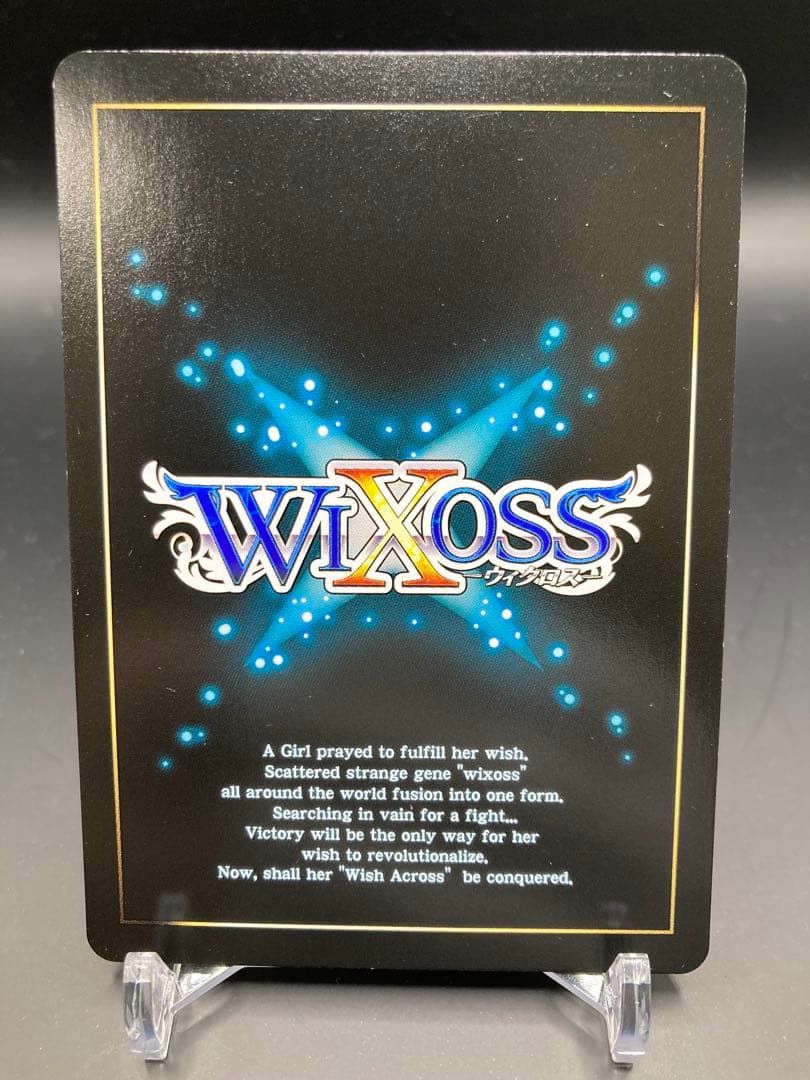 WIXOSS
ーウィクロスー
A Girl prayed to fulfill her wish.
Scattered strange gene "wixoss"
all around the world fusion into one form.
Searching in vain for a fight...
Victory will be the only way for her
wish to revolutionalize.
Now, shall her "Wish Across" be conquered.